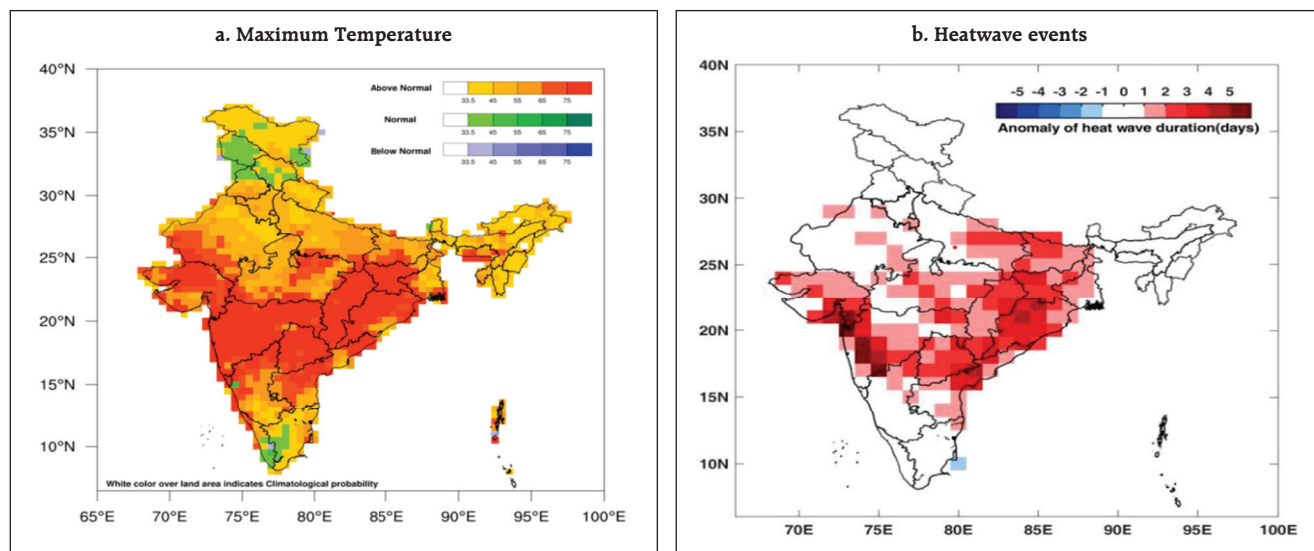 a. Maximum Temperature
40°N
35°N
30°N
25°N
20°N
15°N
10°N
65°E 70°E 75°E 80°E 85°E 90°E 95°E 100°E
Above Normal
33.5 45 55 65 75
Normal
33.5 45 55 65 75
Below Normal
33.5 45 55 65 75
White color over land area indicates Climatological probability
b. Heatwave events
40N
35N
30N
25N
20N
15N
10N
70E 75E 80E 85E 90E 95E 100E
-5 -4 -3 -2 -1 0 1 2 3 4 5
Anomaly of heat wave duration(days)